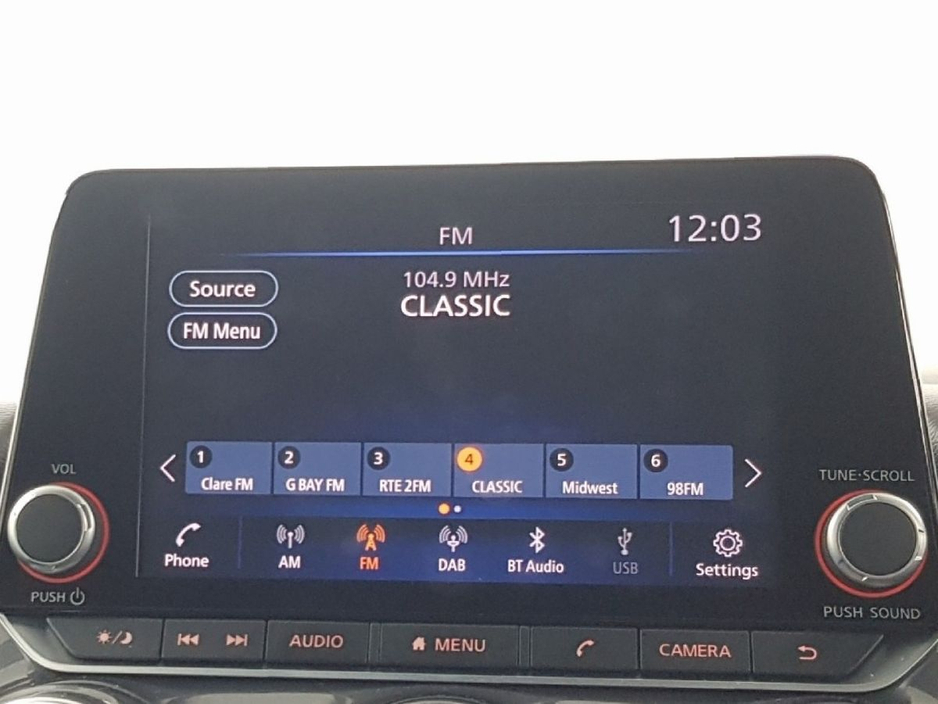 FM
12:03
Source
104.9 MHz
CLASSIC
FM Menu
1 2 3 4 5 6
Clare FM G BAY FM RTE 2FM CLASSIC Midwest 98FM
VOL
TUNE·SCROLL
Phone AM FM DAB BT Audio USB Settings
PUSH
PUSH SOUND
AUDIO MENU CAMERA